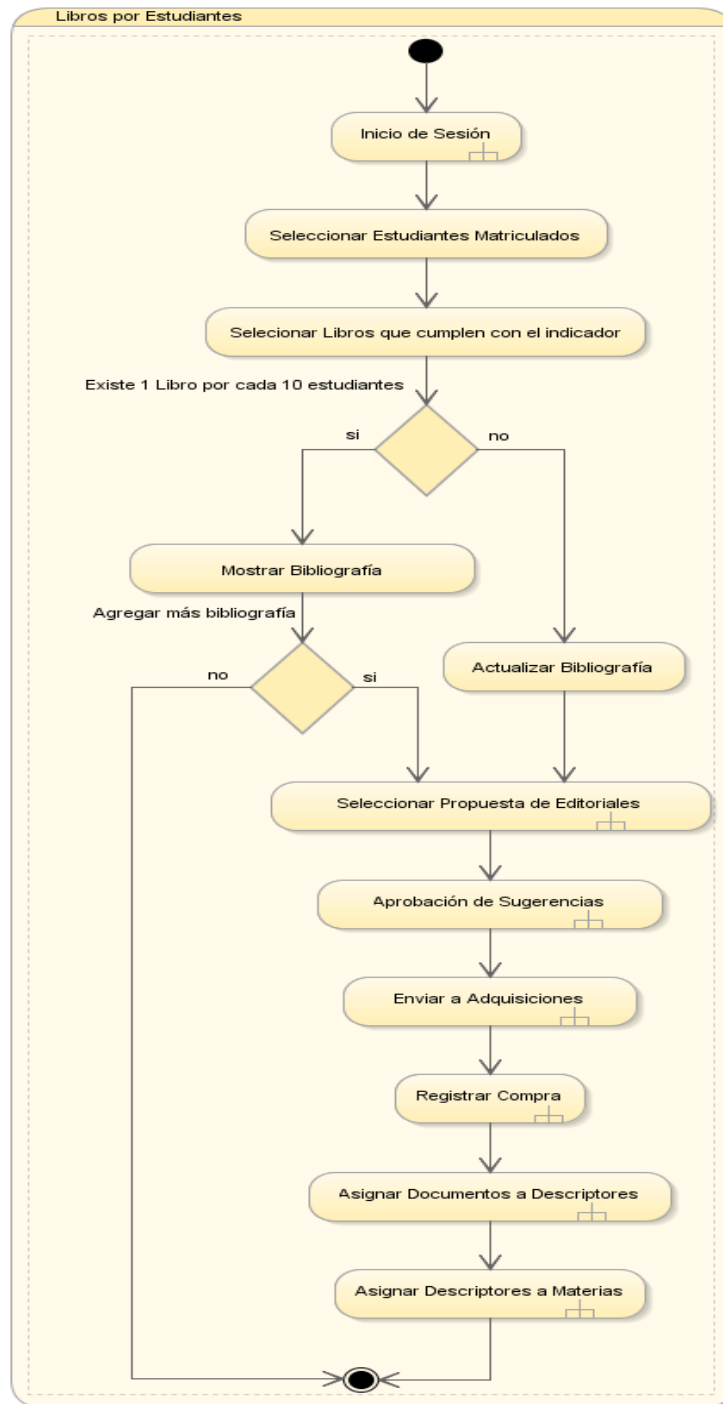 Libros por Estudiantes
Inicio de Sesión
Seleccionar Estudiantes Matriculados
Selecionar Libros que cumplen con el indicador
Existe 1 Libro por cada 10 estudiantes
si
no
Mostrar Bibliografía
Agregar más bibliografía
Actualizar Bibliografía
no
si
Seleccionar Propuesta de Editoriales
Aprobación de Sugerencias
Enviar a Adquisiciones
Registrar Compra
Asignar Documentos a Descriptores
Asignar Descriptores a Materias